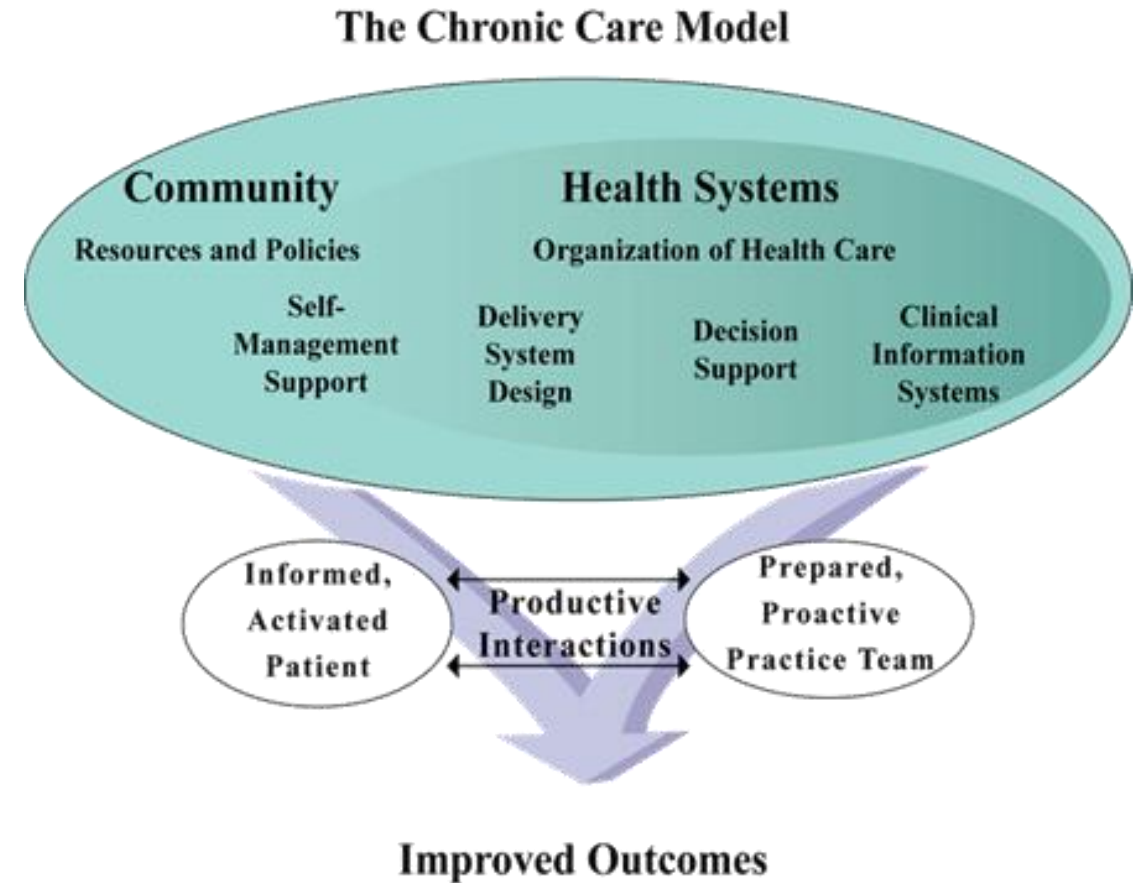 The Chronic Care Model
Community
Health Systems
Resources and Policies
Organization of Health Care
Self-
Management
Support
Delivery
System
Design
Decision
Support
Clinical
Information
Systems
Informed,
Activated
Patient
Productive
Interactions
Prepared,
Proactive
Practice Team
Improved Outcomes